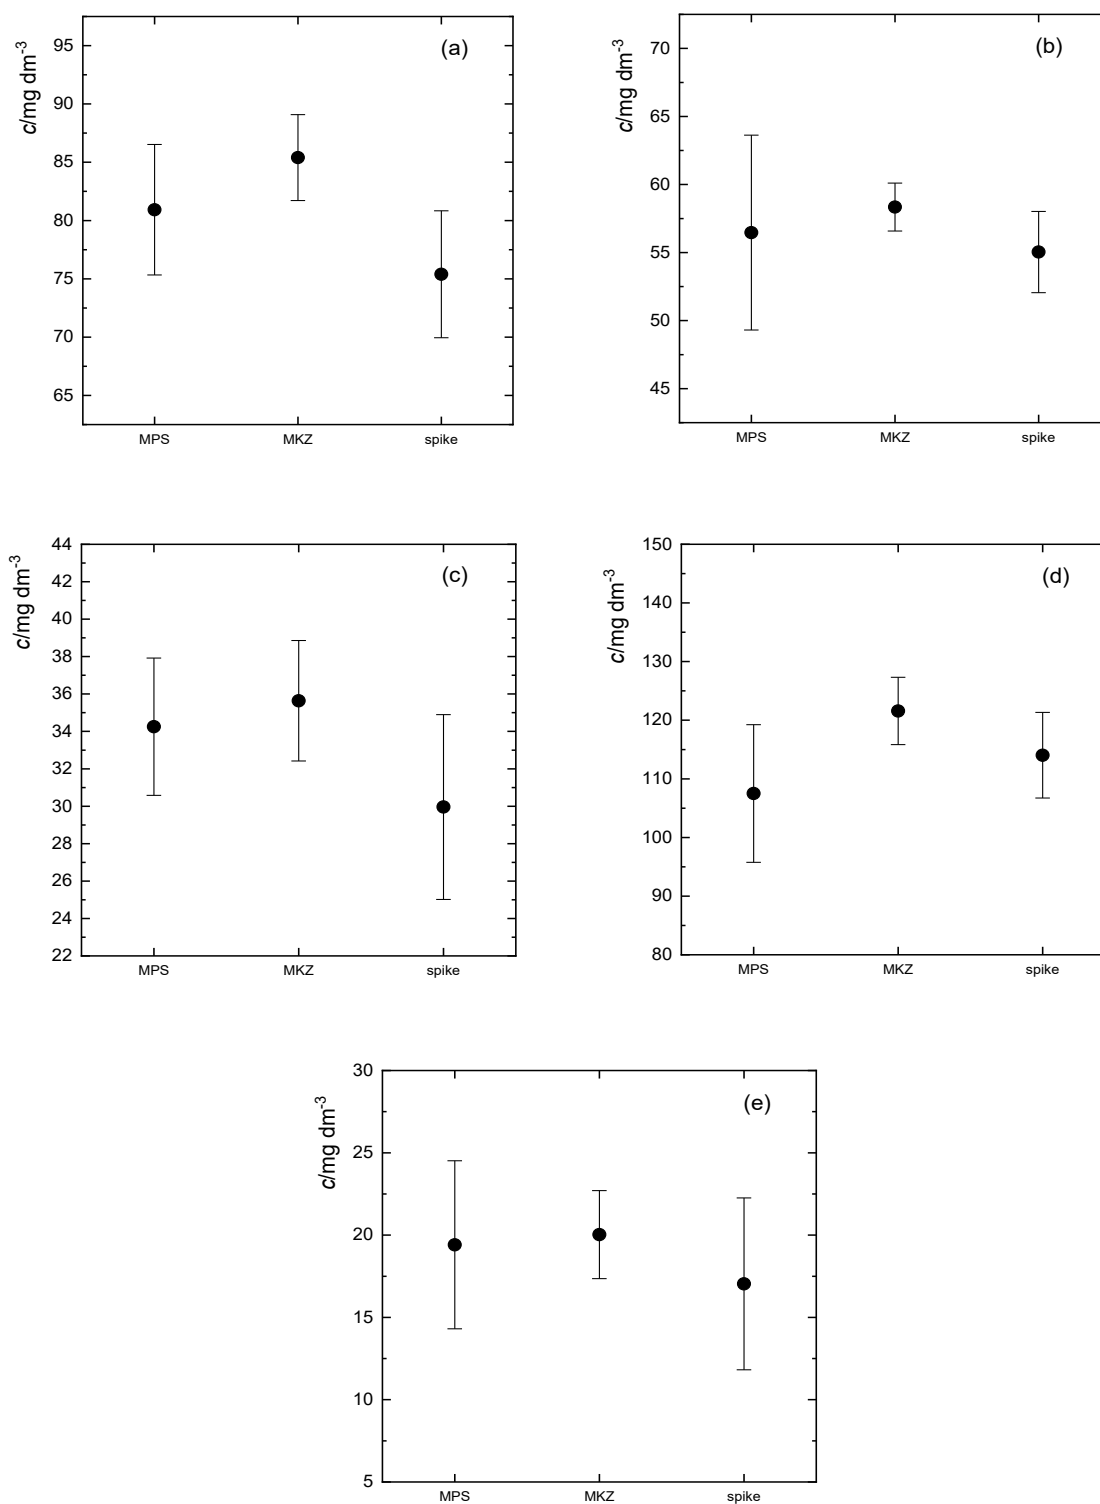 (a)
c/mg dm⁻³
95
90
85
80
75
70
65
MPS MKZ spike
(b)
c/mg dm⁻³
70
65
60
55
50
45
MPS MKZ spike
(c)
c/mg dm⁻³
44
42
40
38
36
34
32
30
28
26
24
22
MPS MKZ spike
(d)
c/mg dm⁻³
150
140
130
120
110
100
90
80
MPS MKZ spike
(e)
c/mg dm⁻³
30
25
20
15
10
5
MPS MKZ spike